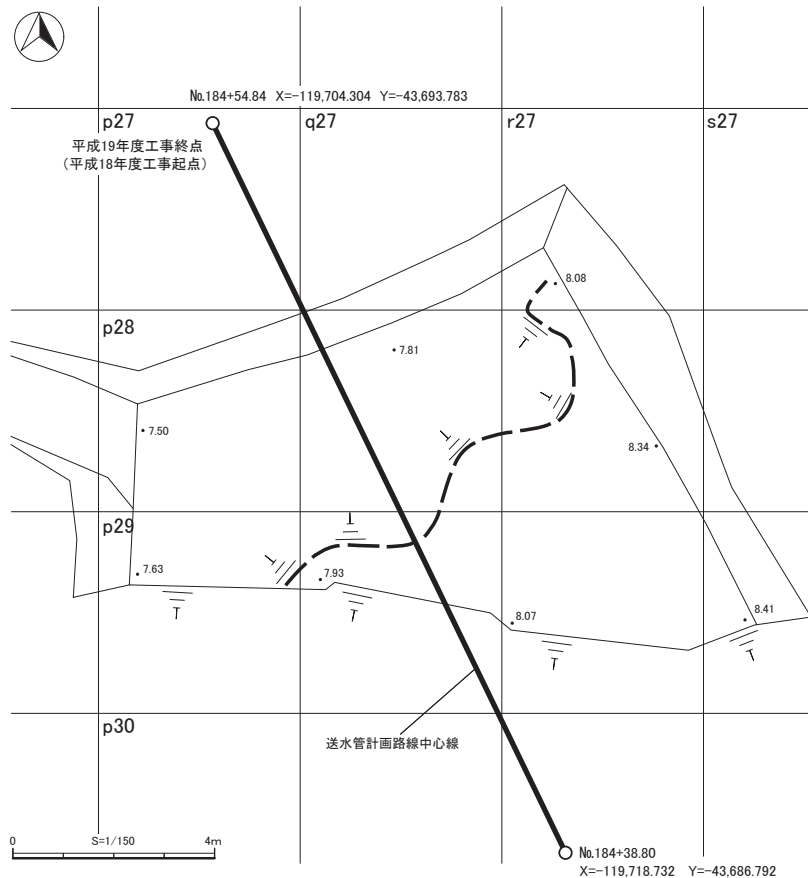 №184+54.84 X=-119,704.304 Y=-43,693.783
p27
q27
r27
s27
平成19年度工事終点
（平成18年度工事起点）
8.08
p28
7.81
7.50
8.34
p29
7.63
7.93
8.07
8.41
p30
送水管計画路線中心線
0 S=1/150 4m
№184+38.80
X=-119,718.732 Y=-43,686.792